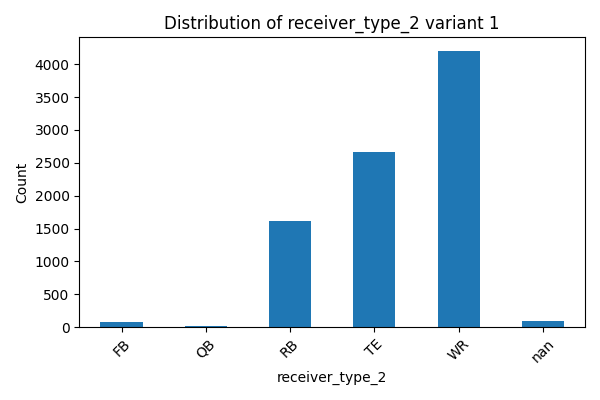 Distribution of receiver_type_2 variant 1
Count
4000
3500
3000
2500
2000
1500
1000
500
0
FB QB RB TE WR nan
receiver_type_2